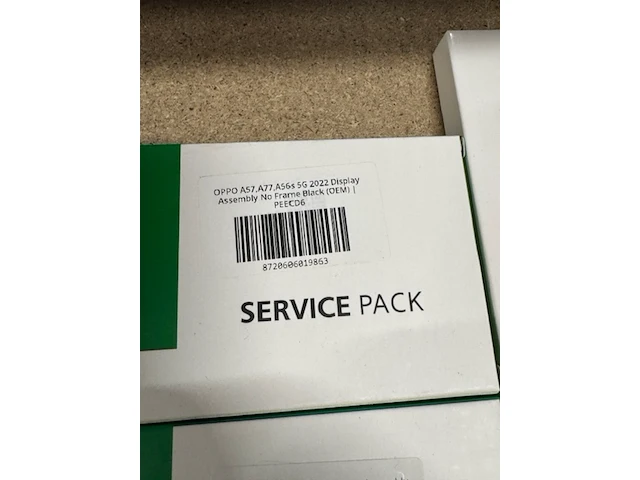 OPPO A57,A77,A56s 5G 2022 Display
Assembly No Frame Black (OEM) |
PEECD6
8720606019863
SERVICE PACK